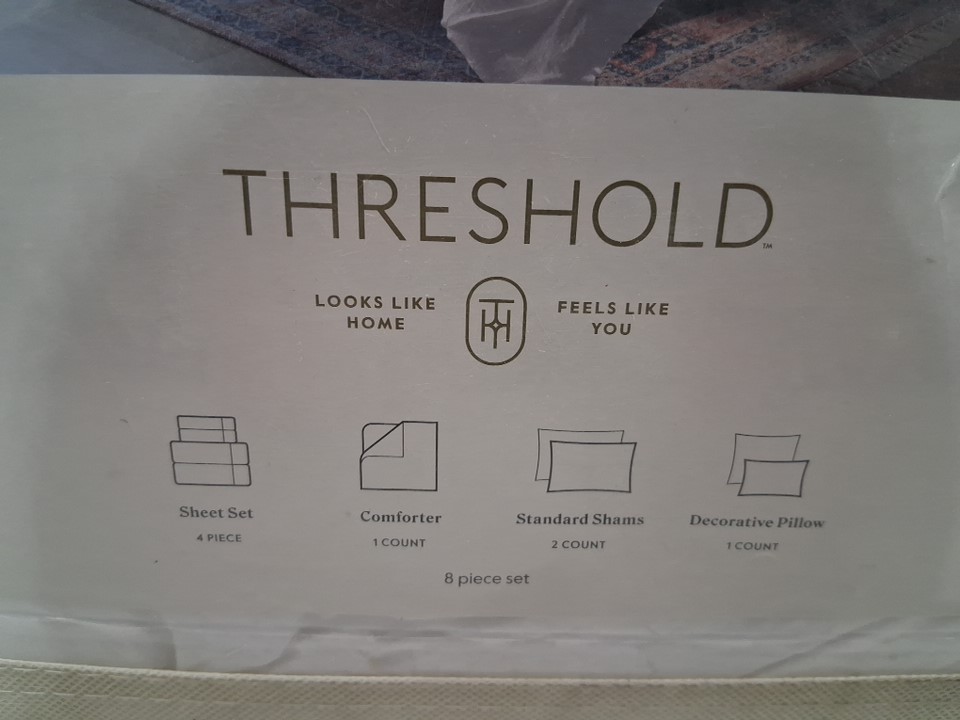 THRESHOLD™
LOOKS LIKE
HOME
TH
FEELS LIKE
YOU
Sheet Set
4 PIECE
Comforter
1 COUNT
Standard Shams
2 COUNT
Decorative Pillow
1 COUNT
8 piece set